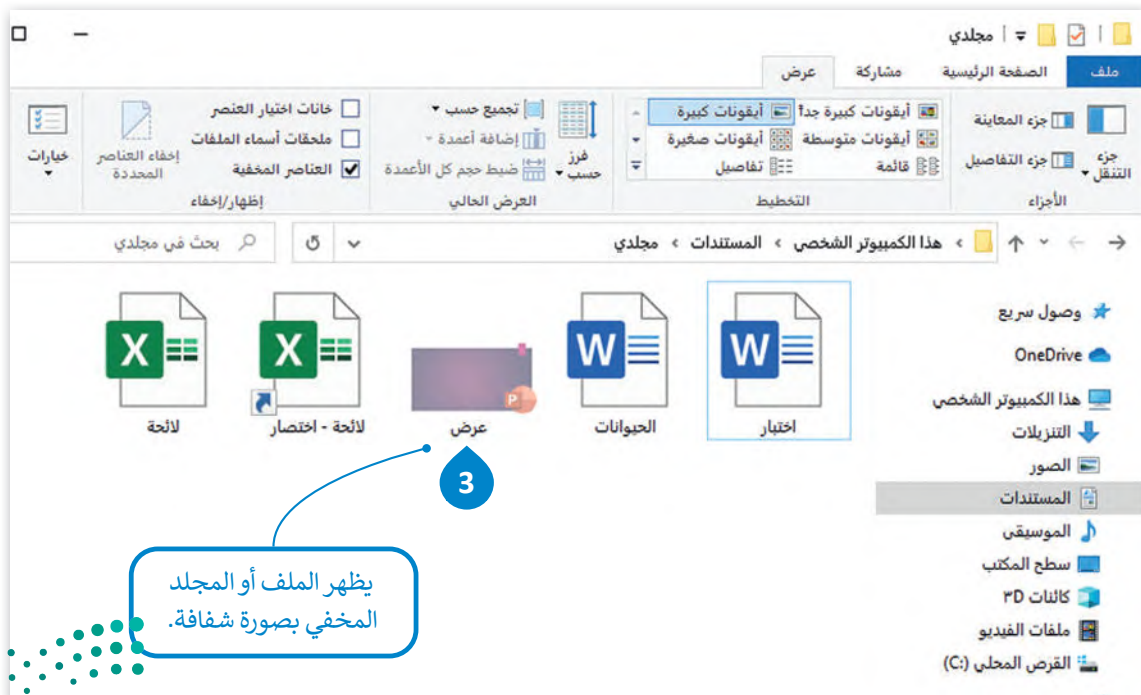 مجلدي
ملف الصفحة الرئيسية مشاركة عرض
جزء التنقل
جزء المعاينة
جزء التفاصيل
الأجزاء
أيقونات كبيرة جدا أيقونات كبيرة
أيقونات متوسطة أيقونات صغيرة
قائمة تفاصيل
التخطيط
فرز حسب
تجميع حسب
إضافة أعمدة
ضبط حجم كل الأعمدة
العرض الحالي
خانات اختيار العنصر
ملحقات أسماء الملفات
العناصر المخفية
إخفاء العناصر المحددة
إظهار/إخفاء
خيارات
هذا الكمبيوتر الشخصي › المستندات › مجلدي
بحث في مجلدي
وصول سريع
OneDrive
هذا الكمبيوتر الشخصي
التنزيلات
الصور
المستندات
الموسيقى
سطح المكتب
كائنات ٣D
ملفات الفيديو
القرص المحلي (C:)
W W P X X
اختبار الحيوانات عرض لائحة - اختصار لائحة
3
يظهر الملف أو المجلد
المخفي بصورة شفافة.